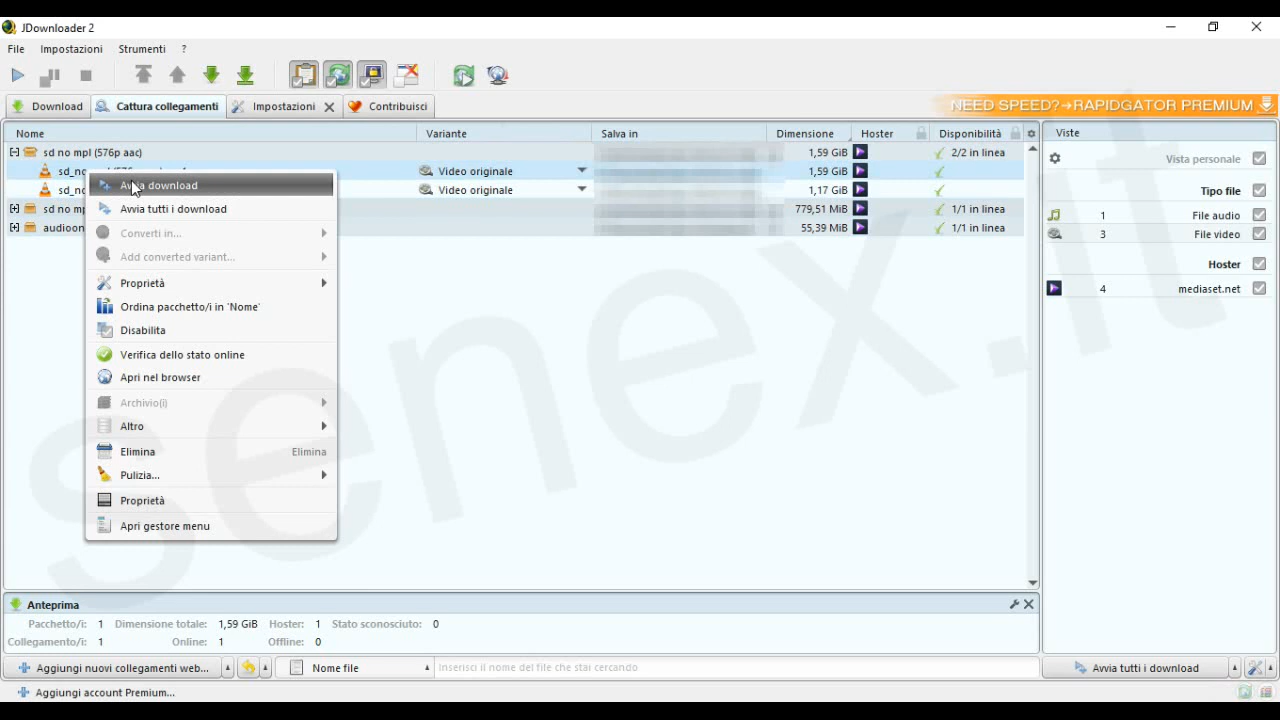 JDownloader 2
File Impostazioni Strumenti ?
Download Cattura collegamenti Impostazioni Contribuisci
NEED SPEED?→RAPIDGATOR PREMIUM
Nome Variante Salva in Dimensione Hoster Disponibilità Viste
sd no mpl (576p aac) 1,59 GiB 2/2 in linea Vista personale
Video originale 1,59 GiB
Avvia download Video originale 1,17 GiB Tipo file
Avvia tutti i download 779,51 MiB 1/1 in linea 1 File audio
Converti in... 55,39 MiB 1/1 in linea 3 File video
Add converted variant...
Hoster
Proprietà 4 mediaset.net
Ordina pacchetto/i in 'Nome'
Disabilita
Verifica dello stato online
Apri nel browser
Archivio(i)
Altro
Elimina Elimina
Pulizia...
Proprietà
Apri gestore menu
senex.it
Anteprima
Pacchetto/i: 1 Dimensione totale: 1,59 GiB Hoster: 1 Stato sconosciuto: 0
Collegamento/i: 1 Online: 1 Offline: 0
Aggiungi nuovi collegamenti web... Nome file Inserisci il nome del file che stai cercando Avvia tutti i download
Aggiungi account Premium...